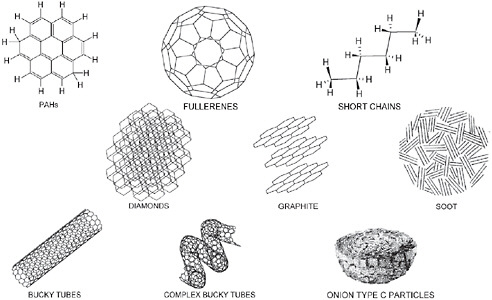 H H
H H
H H
H H
H H
H H
H
PAHs
FULLERENES
H
H
H
H
H
H
H
H
H
H
SHORT CHAINS
DIAMONDS
GRAPHITE
SOOT
BUCKY TUBES
COMPLEX BUCKY TUBES
ONION TYPE C PARTICLES